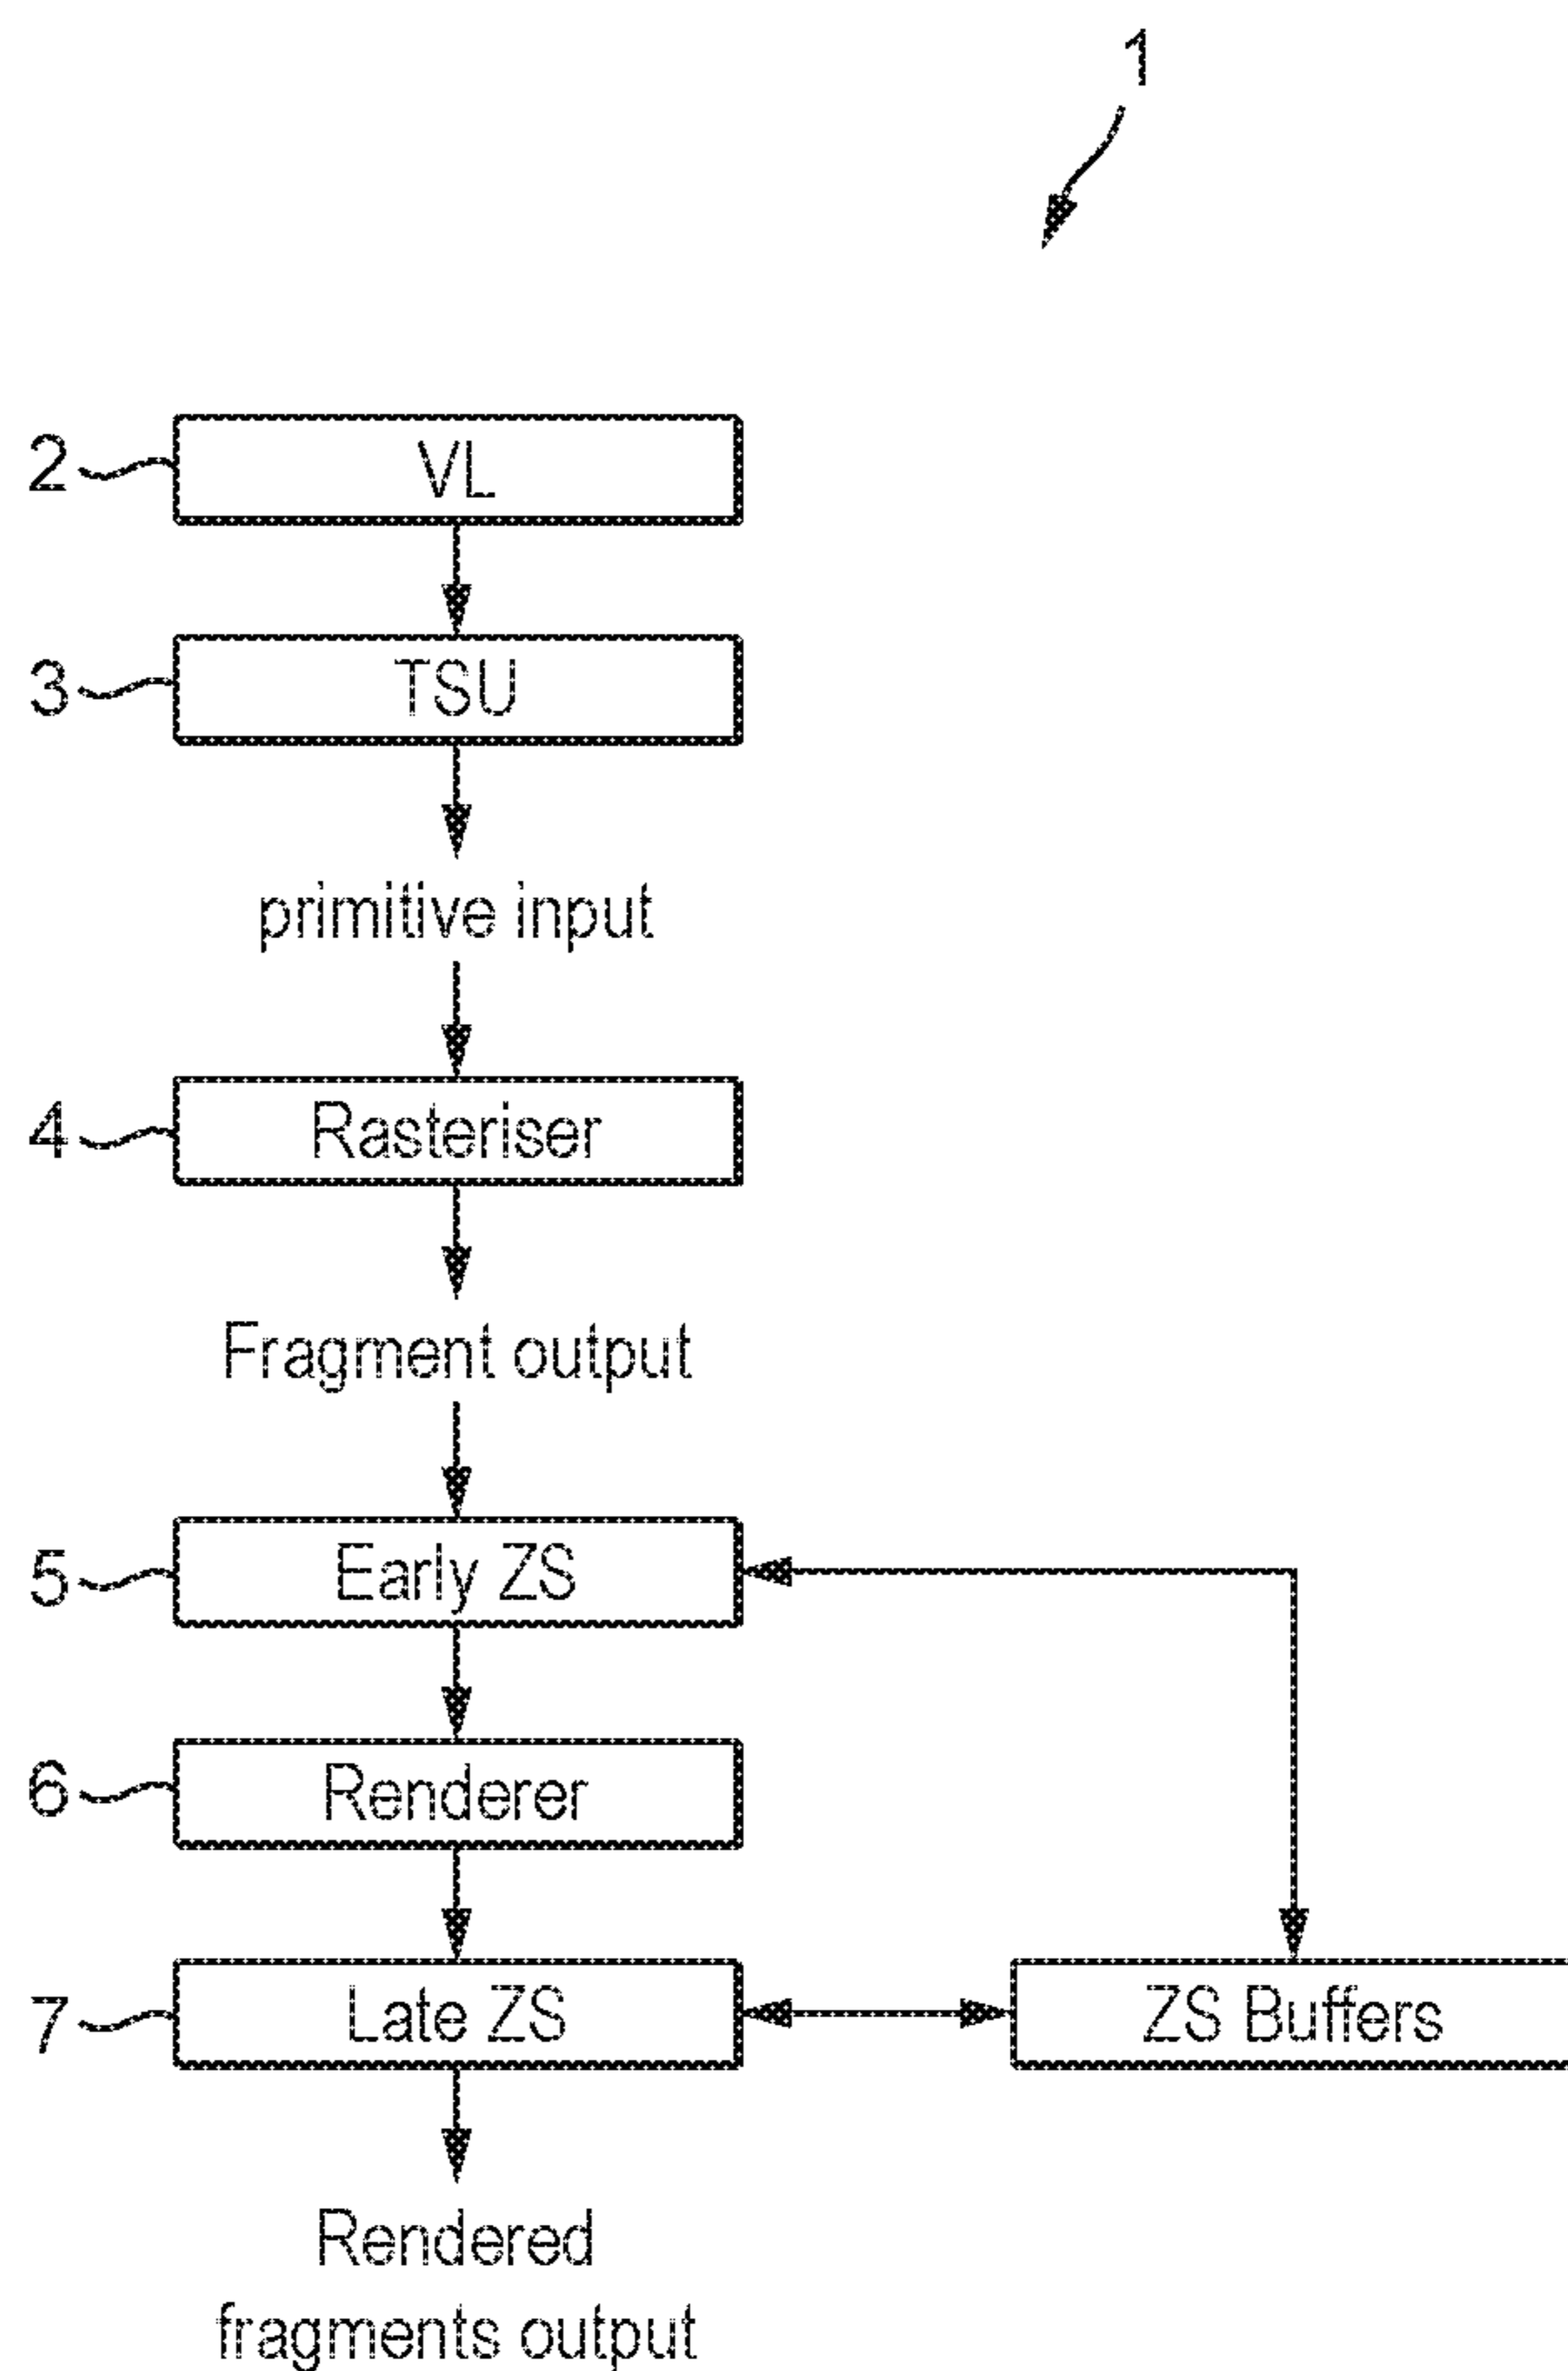 1
2 VL
3 TSU
primitive input
4 Rasteriser
Fragment output
5 Early ZS
6 Renderer
7 Late ZS ZS Buffers
Rendered
fragments output